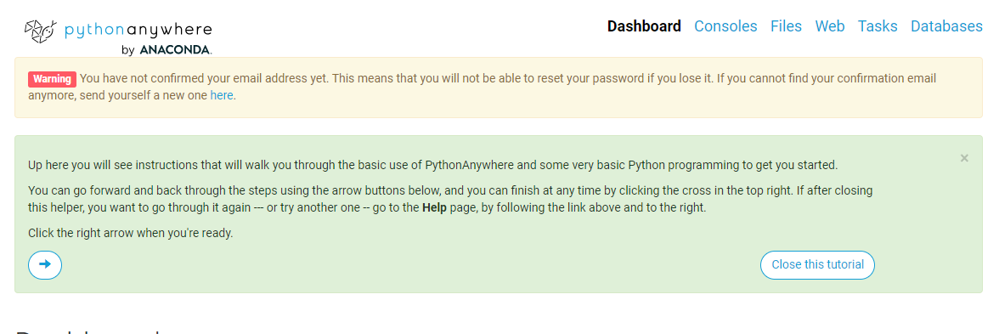 pythonanywhere
by ANACONDA.
Dashboard Consoles Files Web Tasks Databases
Warning You have not confirmed your email address yet. This means that you will not be able to reset your password if you lose it. If you cannot find your confirmation email
anymore, send yourself a new one here.
×
Up here you will see instructions that will walk you through the basic use of PythonAnywhere and some very basic Python programming to get you started.
You can go forward and back through the steps using the arrow buttons below, and you can finish at any time by clicking the cross in the top right. If after closing
this helper, you want to go through it again --- or try another one -- go to the Help page, by following the link above and to the right.
Click the right arrow when you're ready.
➔ Close this tutorial